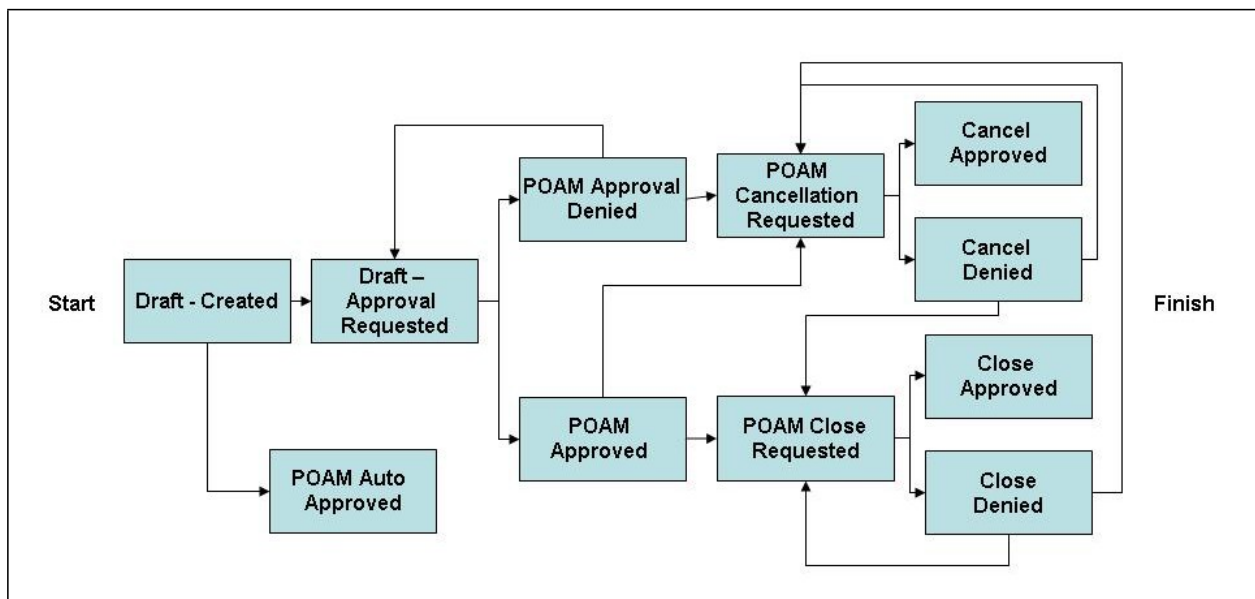 Start
Draft - Created
Draft –
Approval
Requested
POAM Auto
Approved
POAM Approval
Denied
POAM
Approved
POAM
Cancellation
Requested
POAM Close
Requested
Cancel
Approved
Cancel
Denied
Close
Approved
Close
Denied
Finish